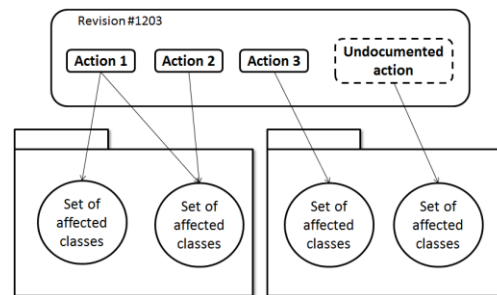 Revision #1203
Action 1
Action 2
Action 3
Undocumented
action
Set of
affected
classes
Set of
affected
classes
Set of
affected
classes
Set of
affected
classes